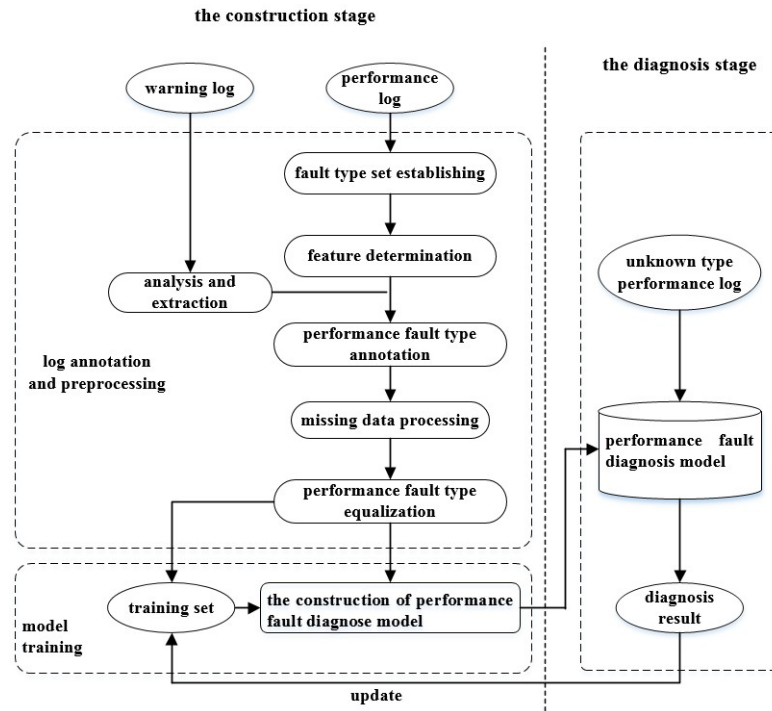 the construction stage
the diagnosis stage
warning log
performance
log
fault type set establishing
feature determination
analysis and
extraction
unknown type
performance log
performance fault type
annotation
log annotation
and preprocessing
missing data processing
performance fault
diagnosis model
performance fault type
equalization
training set
the construction of performance
fault diagnose model
diagnosis
result
model
training
update